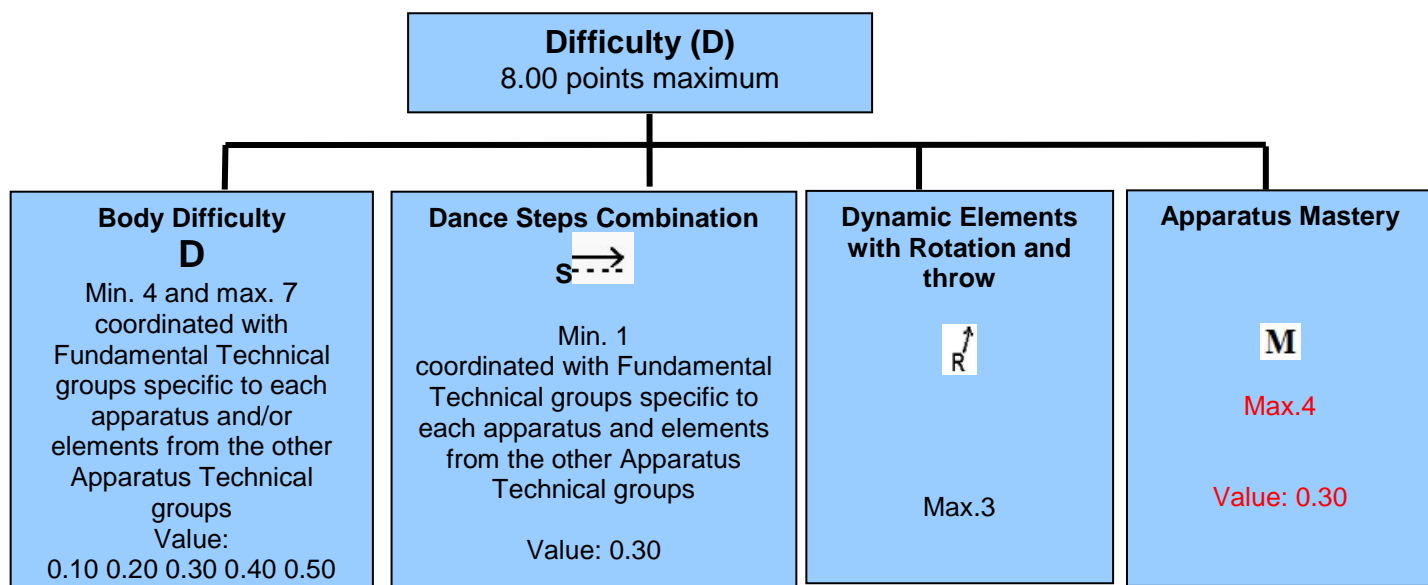 Difficulty (D)
8.00 points maximum
Body Difficulty
D
Min. 4 and max. 7
coordinated with
Fundamental Technical
groups specific to each
apparatus and/or
elements from the other
Apparatus Technical
groups
Value:
0.10 0.20 0.30 0.40 0.50
Dance Steps Combination
S
Min. 1
coordinated with Fundamental
Technical groups specific to
each apparatus and elements
from the other Apparatus
Technical groups
Value: 0.30
Dynamic Elements
with Rotation and
throw
R
Max.3
Apparatus Mastery
M
Max.4
Value: 0.30